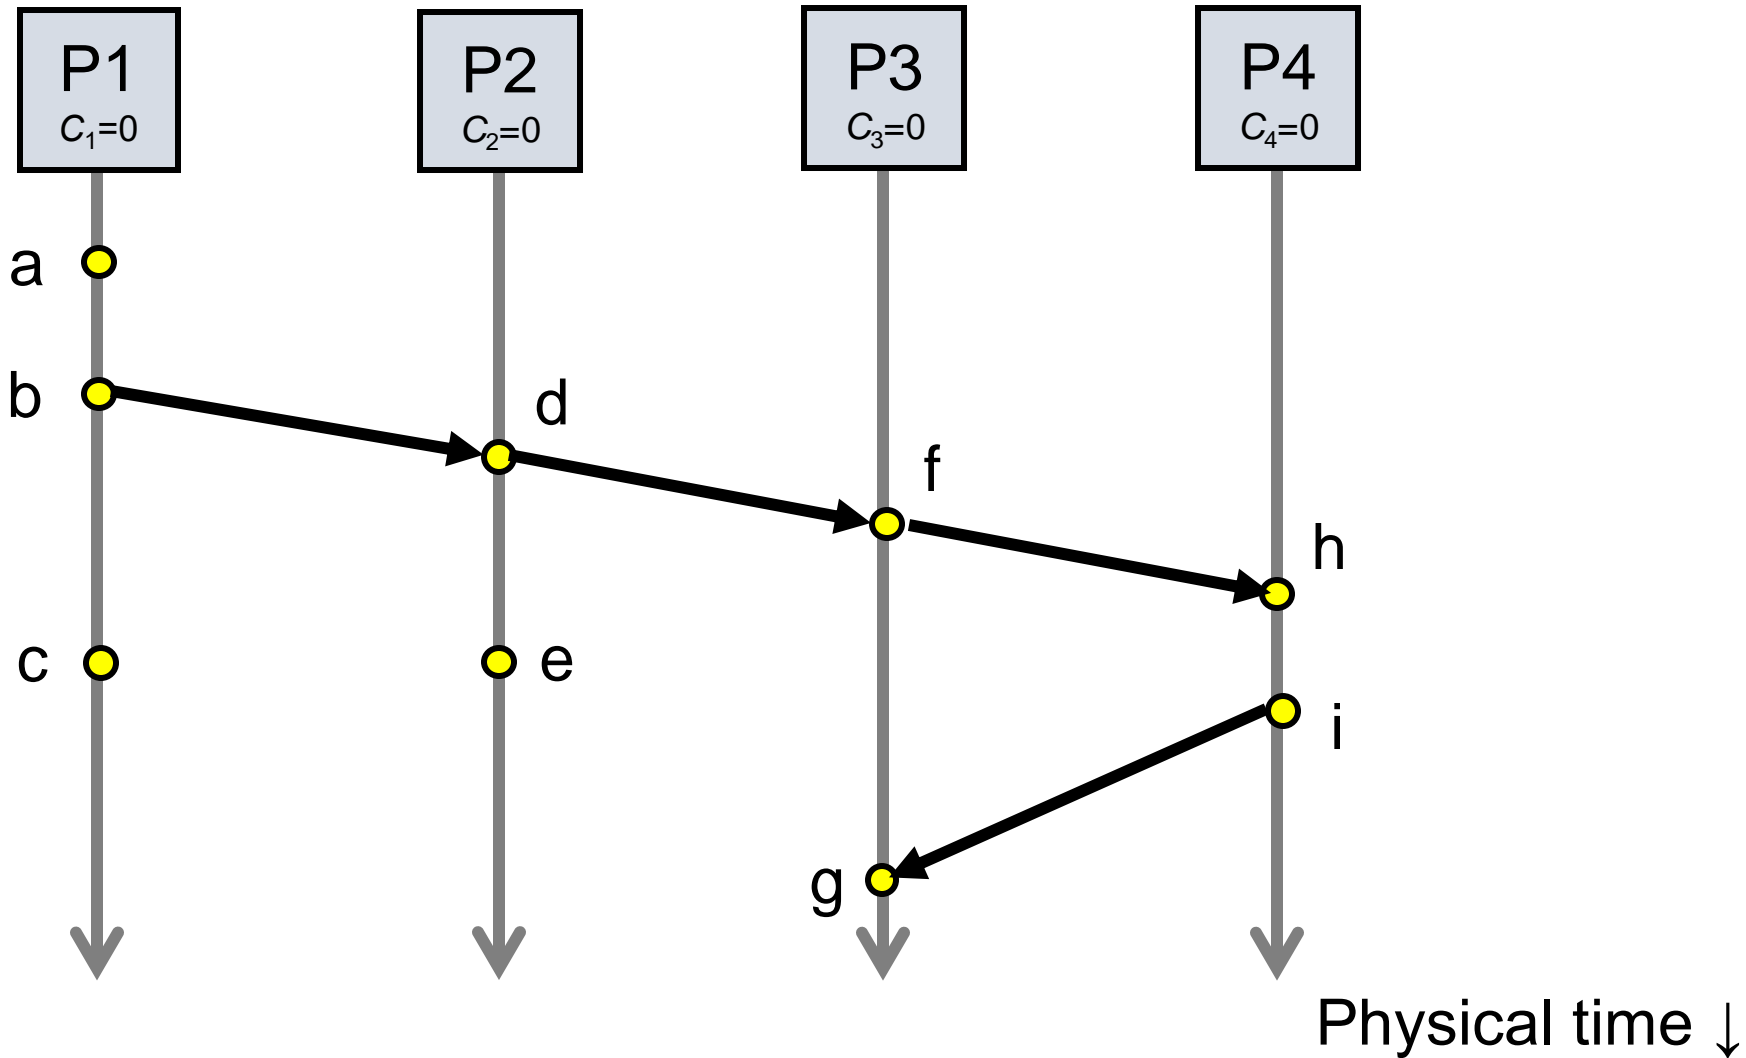 P1
C₁=0
P2
C₂=0
P3
C₃=0
P4
C₄=0
a
b
d
f
h
c
e
i
g
Physical time ↓